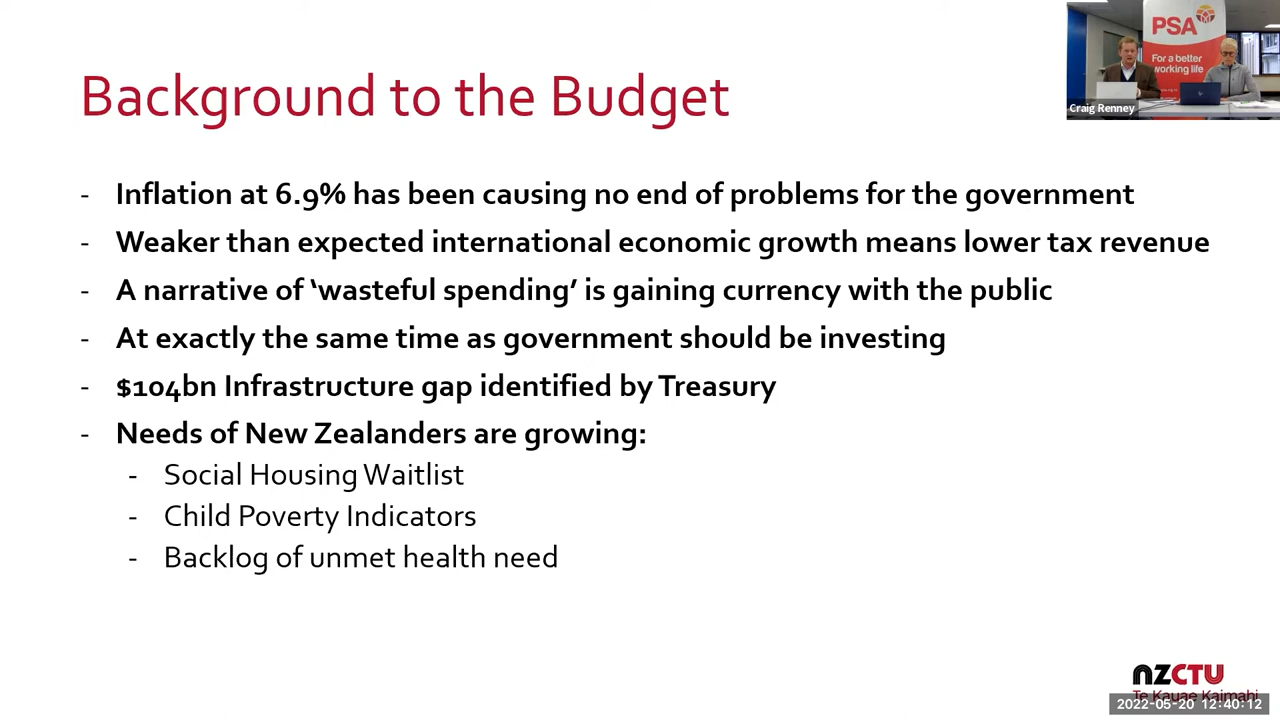 PSA
For a better
working life
Craig Renney
Background to the Budget
- Inflation at 6.9% has been causing no end of problems for the government
- Weaker than expected international economic growth means lower tax revenue
- A narrative of ‘wasteful spending’ is gaining currency with the public
- At exactly the same time as government should be investing
- $104bn Infrastructure gap identified by Treasury
- Needs of New Zealanders are growing:
- Social Housing Waitlist
- Child Poverty Indicators
- Backlog of unmet health need
NZCTU
Te Kauae Kaimahi
2022-05-20 12:40:12